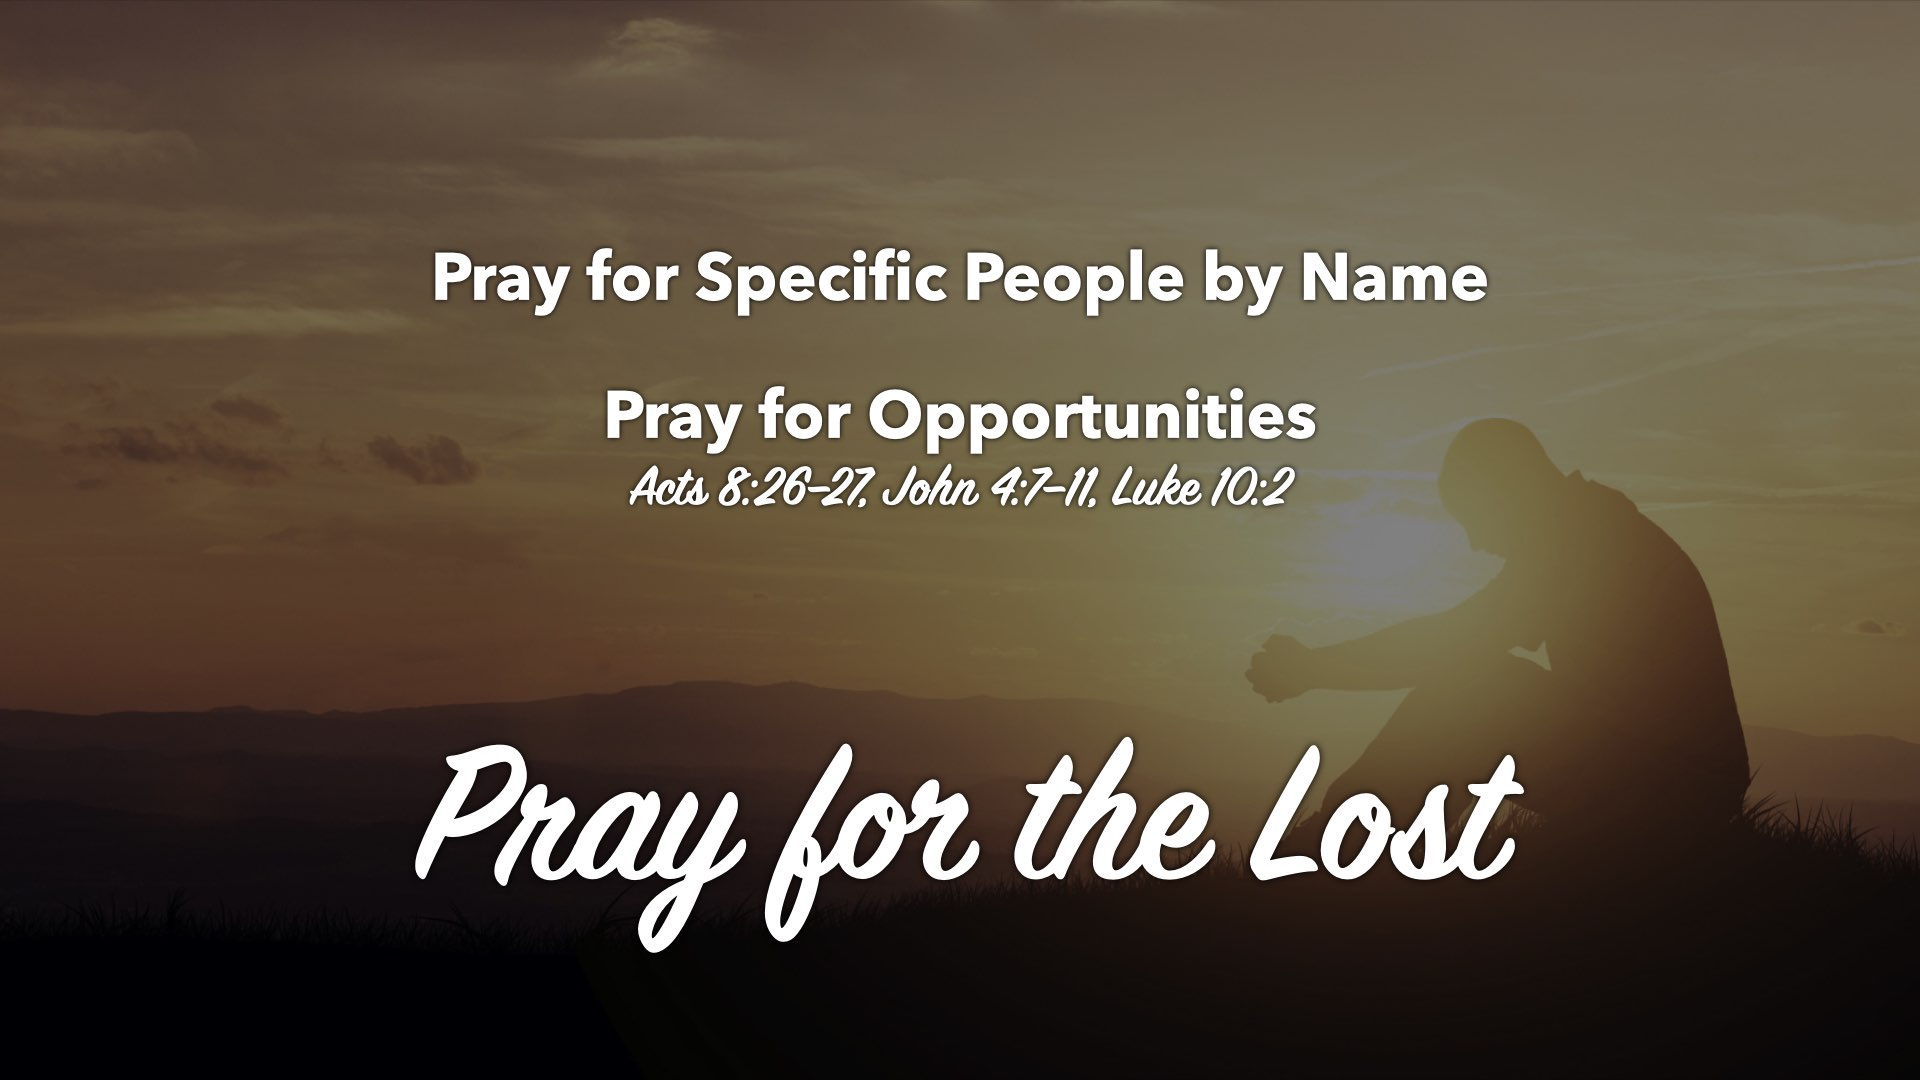 Pray for Specific People by Name
Pray for Opportunities
Acts 8:26-27, John 4:7-11, Luke 10:2
Pray for the Lost